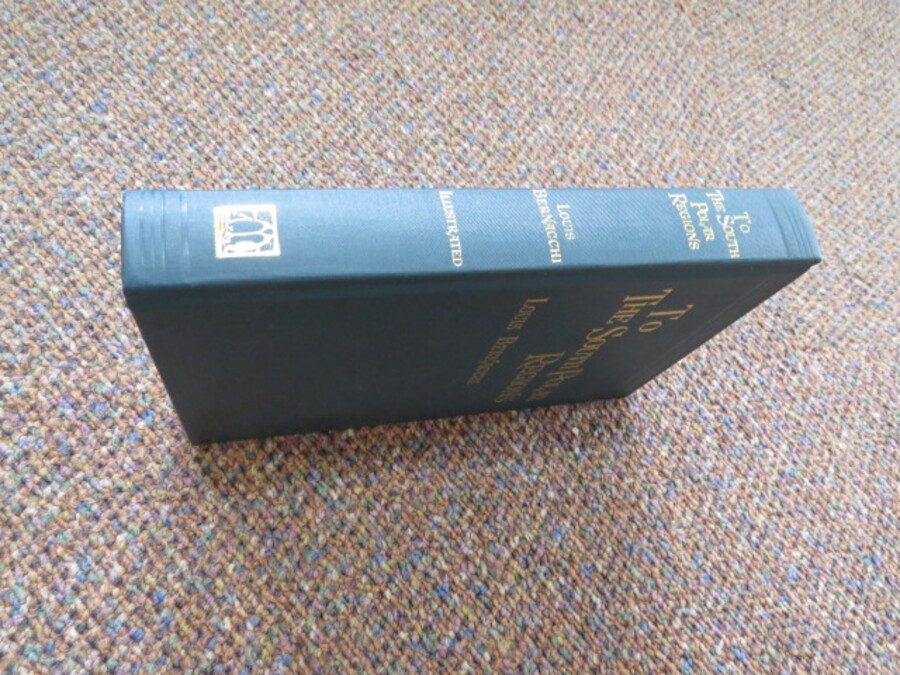 To
The South
Polar
Regions
Louis
Bernacchi
Illustrated
To
The South Polar
Regions
Louis Bernacchi